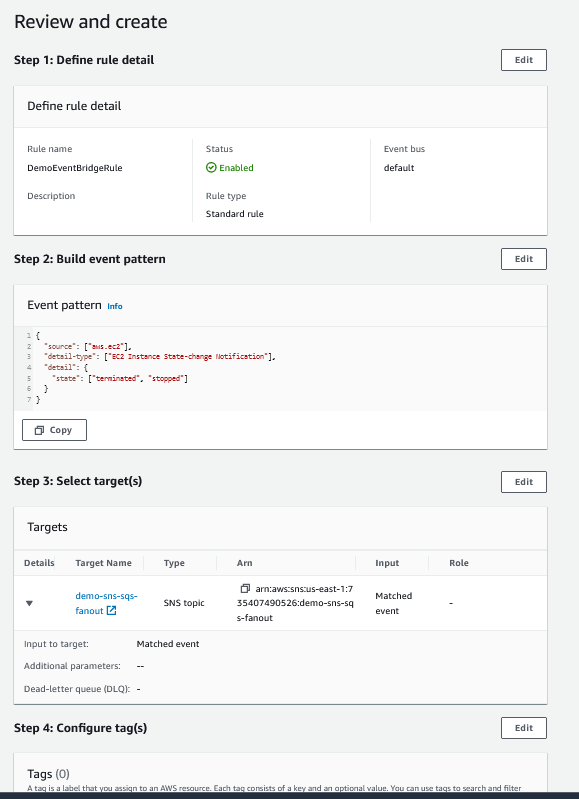 Review and create
Step 1: Define rule detail
Edit
Define rule detail
Rule name
Status
Event bus
DemoEventBridgeRule
Enabled
default
Description
Rule type
Standard rule
Step 2: Build event pattern
Edit
Event pattern Info
1 {
2 "source": ["aws.ec2"],
3 "detail-type": ["EC2 Instance State-change Notification"],
4 "detail": {
5 "state": ["terminated", "stopped"]
6 }
7 }
Copy
Step 3: Select target(s)
Edit
Targets
Details Target Name Type Arn Input Role
demo-sns-sqs-
fanout
SNS topic
arn:aws:sns:us-east-1:7
35407490526:demo-sns-sq
s-fanout
Matched
event
-
Input to target: Matched event
Additional parameters: --
Dead-letter queue (DLQ): -
Step 4: Configure tag(s)
Edit
Tags (0)
A tag is a label that you assign to an AWS resource. Each tag consists of a key and an optional value. You can use tags to search and filter